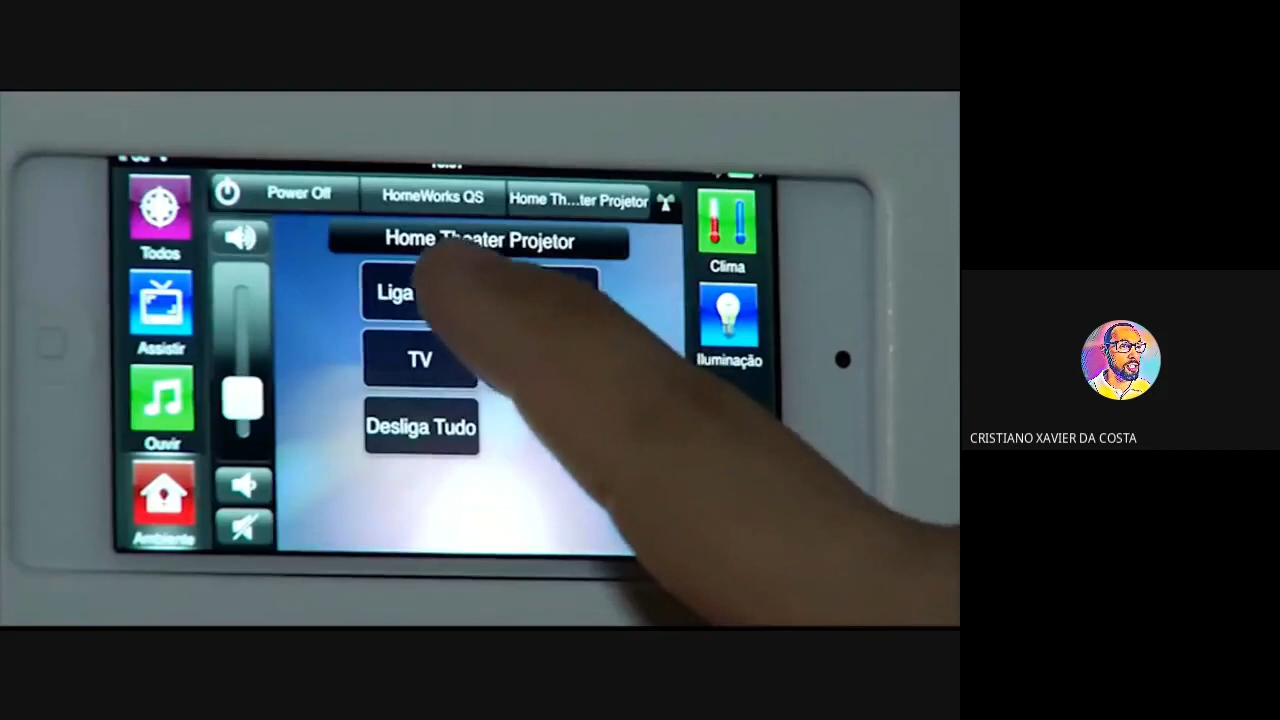 Power Off
HomeWorks QS
Home Th...ter Projetor
Home Theater Projetor
Todos
Assistir
Ouvir
Ambiente
Liga
TV
Desliga Tudo
Clima
Iluminação
CRISTIANO XAVIER DA COSTA